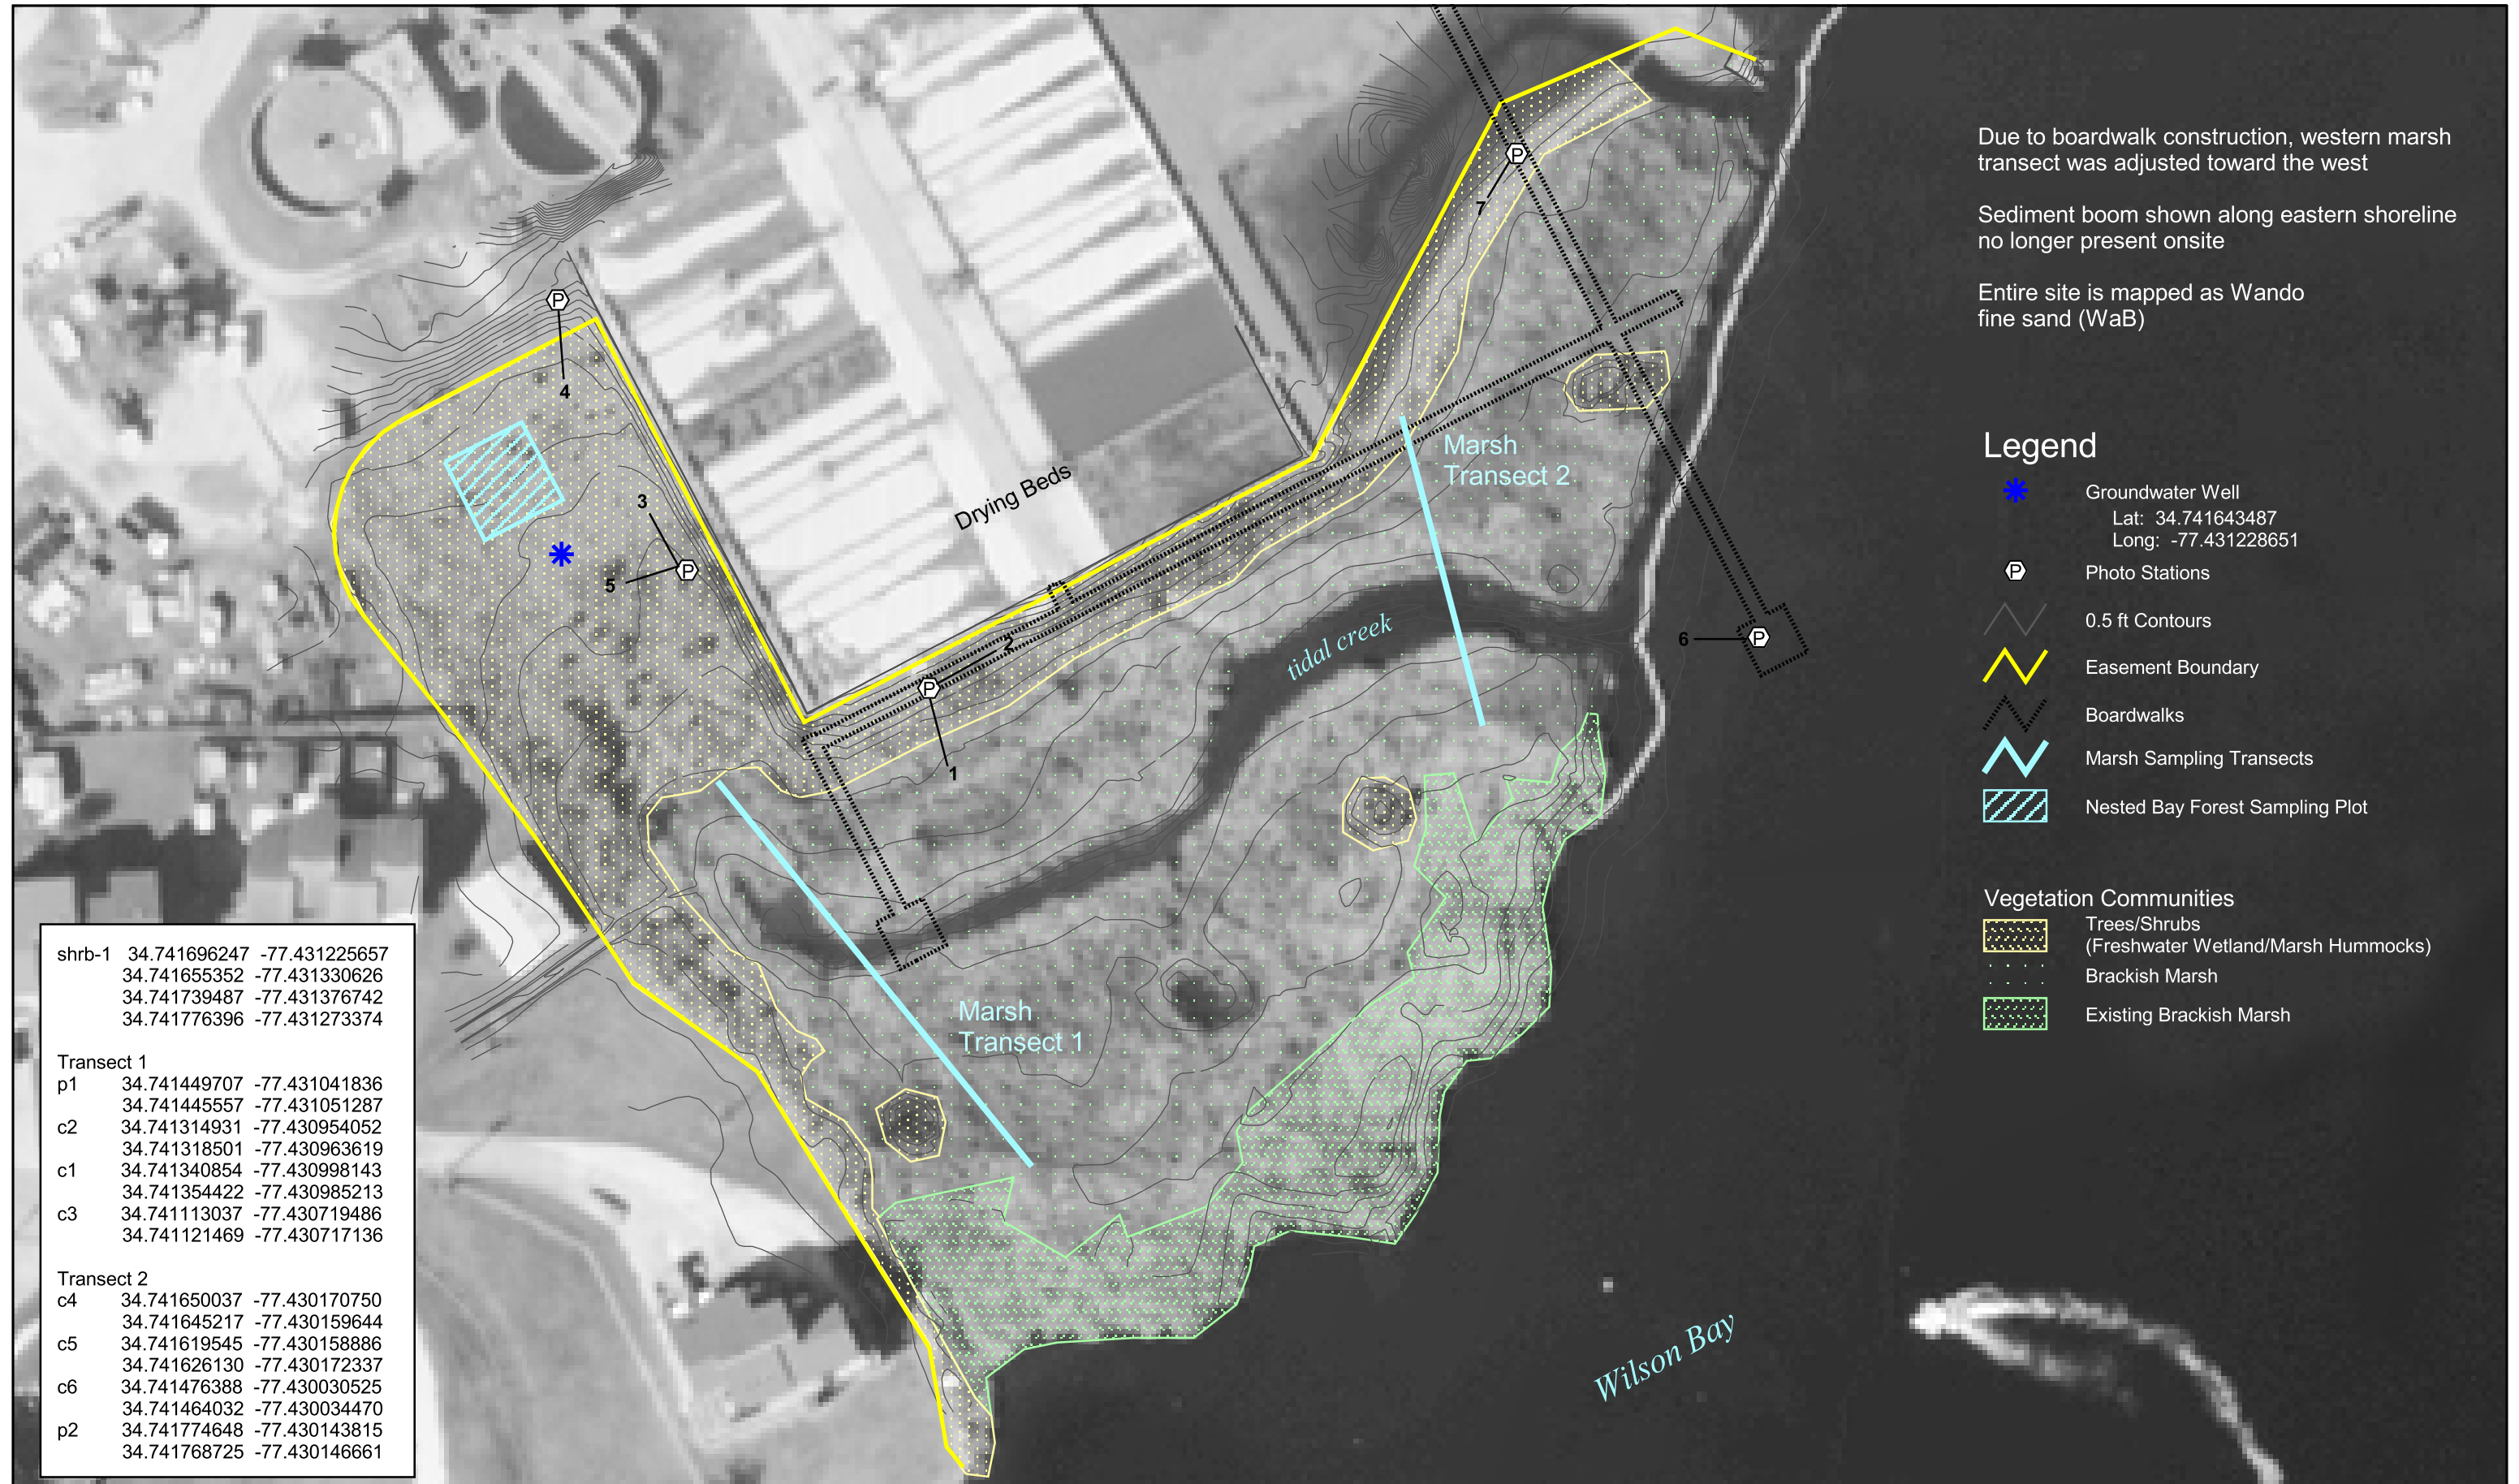 Due to boardwalk construction, western marsh
transect was adjusted toward the west
Sediment boom shown along eastern shoreline
no longer present onsite
Entire site is mapped as Wando
fine sand (WaB)
Legend
Groundwater Well
Lat: 34.741643487
Long: -77.431228651
P
Photo Stations
0.5 ft Contours
Easement Boundary
Boardwalks
Marsh Sampling Transects
Nested Bay Forest Sampling Plot
Vegetation Communities
Trees/Shrubs
(Freshwater Wetland/Marsh Hummocks)
Brackish Marsh
Existing Brackish Marsh
P
7
P
4
3
P
5
Drying Beds
Marsh
Transect 2
tidal creek
2
P
1
6
P
Marsh
Transect 1
Wilson Bay
shrb-1 34.741696247 -77.431225657
34.741655352 -77.431330626
34.741739487 -77.431376742
34.741776396 -77.431273374
Transect 1
p1 34.741449707 -77.431041836
34.741445557 -77.431051287
c2 34.741314931 -77.430954052
34.741318501 -77.430963619
c1 34.741340854 -77.430998143
34.741354422 -77.430985213
c3 34.741113037 -77.430719486
34.741121469 -77.430717136
Transect 2
c4 34.741650037 -77.430170750
34.741645217 -77.430159644
c5 34.741619545 -77.430158886
34.741626130 -77.430172337
c6 34.741476388 -77.430030525
34.741464032 -77.430034470
p2 34.741774648 -77.430143815
34.741768725 -77.430146661